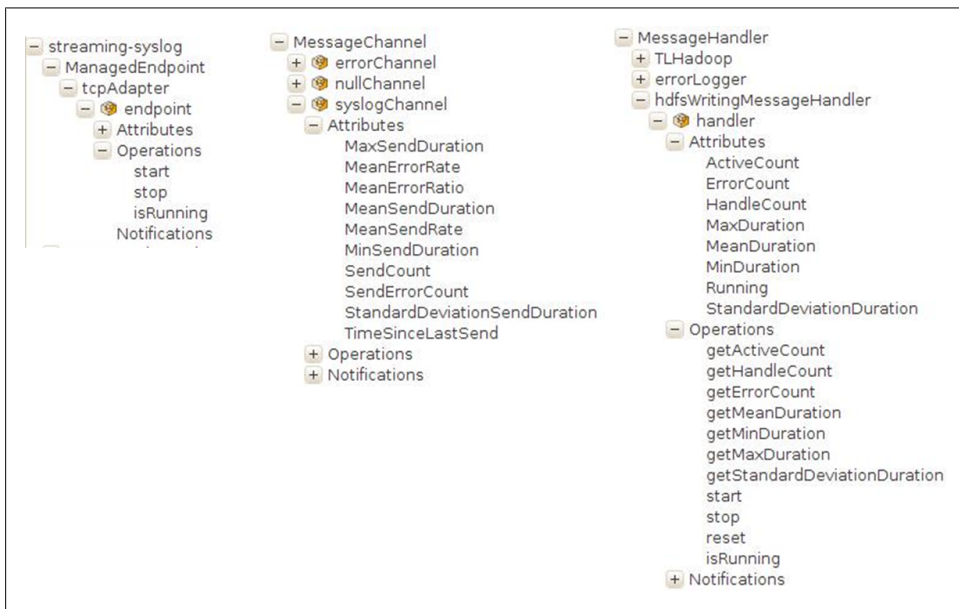 streaming-syslog
ManagedEndpoint
tcpAdapter
endpoint
Attributes
Operations
start
stop
isRunning
Notifications
MessageChannel
errorChannel
nullChannel
syslogChannel
Attributes
MaxSendDuration
MeanErrorRate
MeanErrorRatio
MeanSendDuration
MeanSendRate
MinSendDuration
SendCount
SendErrorCount
StandardDeviationSendDuration
TimeSinceLastSend
Operations
Notifications
MessageHandler
TLHadoop
errorLogger
hdfsWritingMessageHandler
handler
Attributes
ActiveCount
ErrorCount
HandleCount
MaxDuration
MeanDuration
MinDuration
Running
StandardDeviationDuration
Operations
getActiveCount
getHandleCount
getErrorCount
getMeanDuration
getMinDuration
getMaxDuration
getStandardDeviationDuration
start
stop
reset
isRunning
Notifications